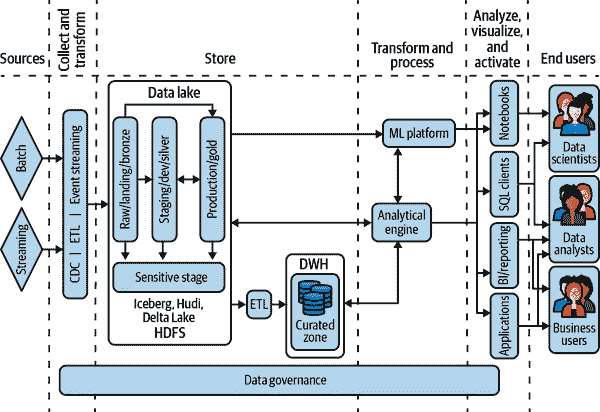 Sources
Collect and
transform
Store
Transform and
process
Analyze,
visualize,
and
activate
End users
Batch
Streaming
CDC | ETL | Event streaming
Data lake
Raw/landing/bronze
Staging/dev/silver
Production/gold
Sensitive stage
Iceberg, Hudi,
Delta Lake
HDFS
ETL
DWH
Curated
zone
ML platform
Analytical
engine
Notebooks
SQL clients
BI/reporting
Applications
Data
scientists
Data
analysts
Business
users
Data governance